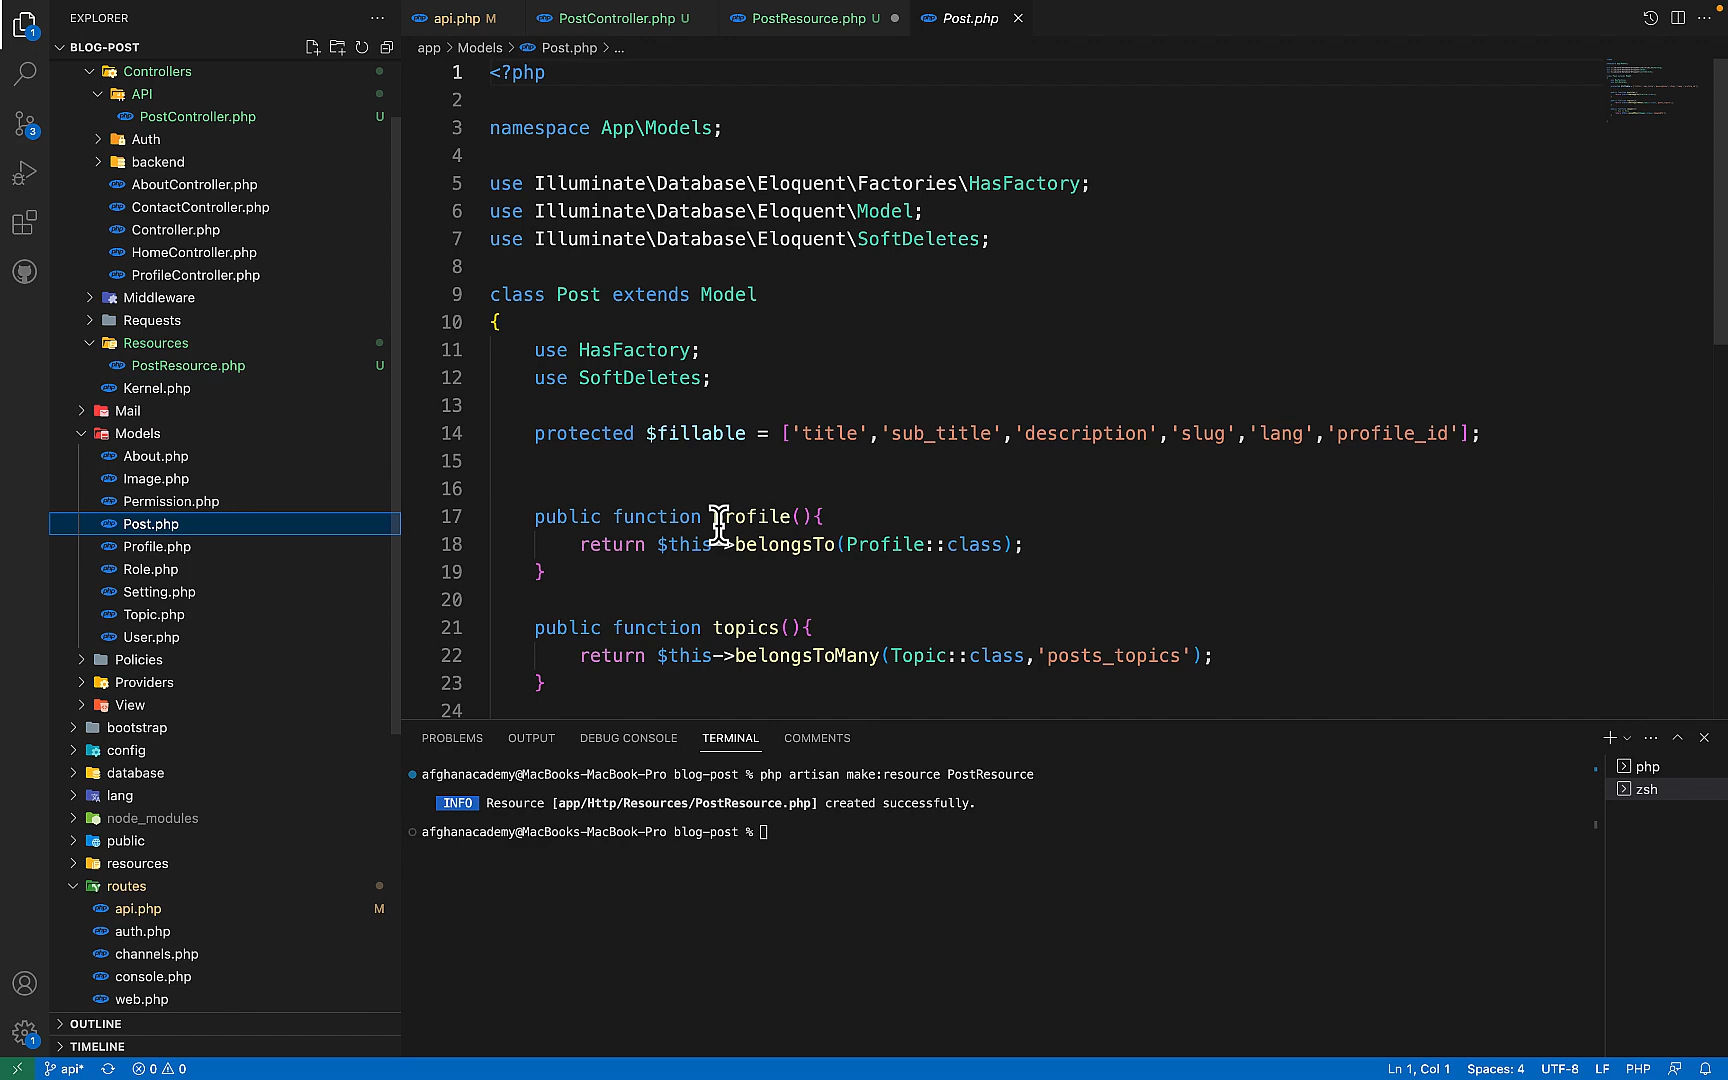 EXPLORER
BLOG-POST
Controllers
API
PostController.php U
Auth
backend
AboutController.php
ContactController.php
Controller.php
HomeController.php
ProfileController.php
Middleware
Requests
Resources
PostResource.php U
Kernel.php
Mail
Models
About.php
Image.php
Permission.php
Post.php
Profile.php
Role.php
Setting.php
Topic.php
User.php
Policies
Providers
View
bootstrap
config
database
lang
node_modules
public
resources
routes
api.php M
auth.php
channels.php
console.php
web.php
OUTLINE
TIMELINE
1
3
1
api.php M PostController.php U PostResource.php U Post.php
app > Models > Post.php > ...
1 <?php
2
3 namespace App\Models;
4
5 use Illuminate\Database\Eloquent\Factories\HasFactory;
6 use Illuminate\Database\Eloquent\Model;
7 use Illuminate\Database\Eloquent\SoftDeletes;
8
9 class Post extends Model
10 {
11 use HasFactory;
12 use SoftDeletes;
13
14 protected $fillable = ['title','sub_title','description','slug','lang','profile_id'];
15
16
17 public function profile(){
18 return $this->belongsTo(Profile::class);
19 }
20
21 public function topics(){
22 return $this->belongsToMany(Topic::class,'posts_topics');
23 }
24
PROBLEMS OUTPUT DEBUG CONSOLE TERMINAL COMMENTS
afghanacademy@MacBooks-MacBook-Pro blog-post % php artisan make:resource PostResource
INFO Resource [app/Http/Resources/PostResource.php] created successfully.
afghanacademy@MacBooks-MacBook-Pro blog-post %
php
zsh
api* 0 0 Ln 1, Col 1 Spaces: 4 UTF-8 LF PHP